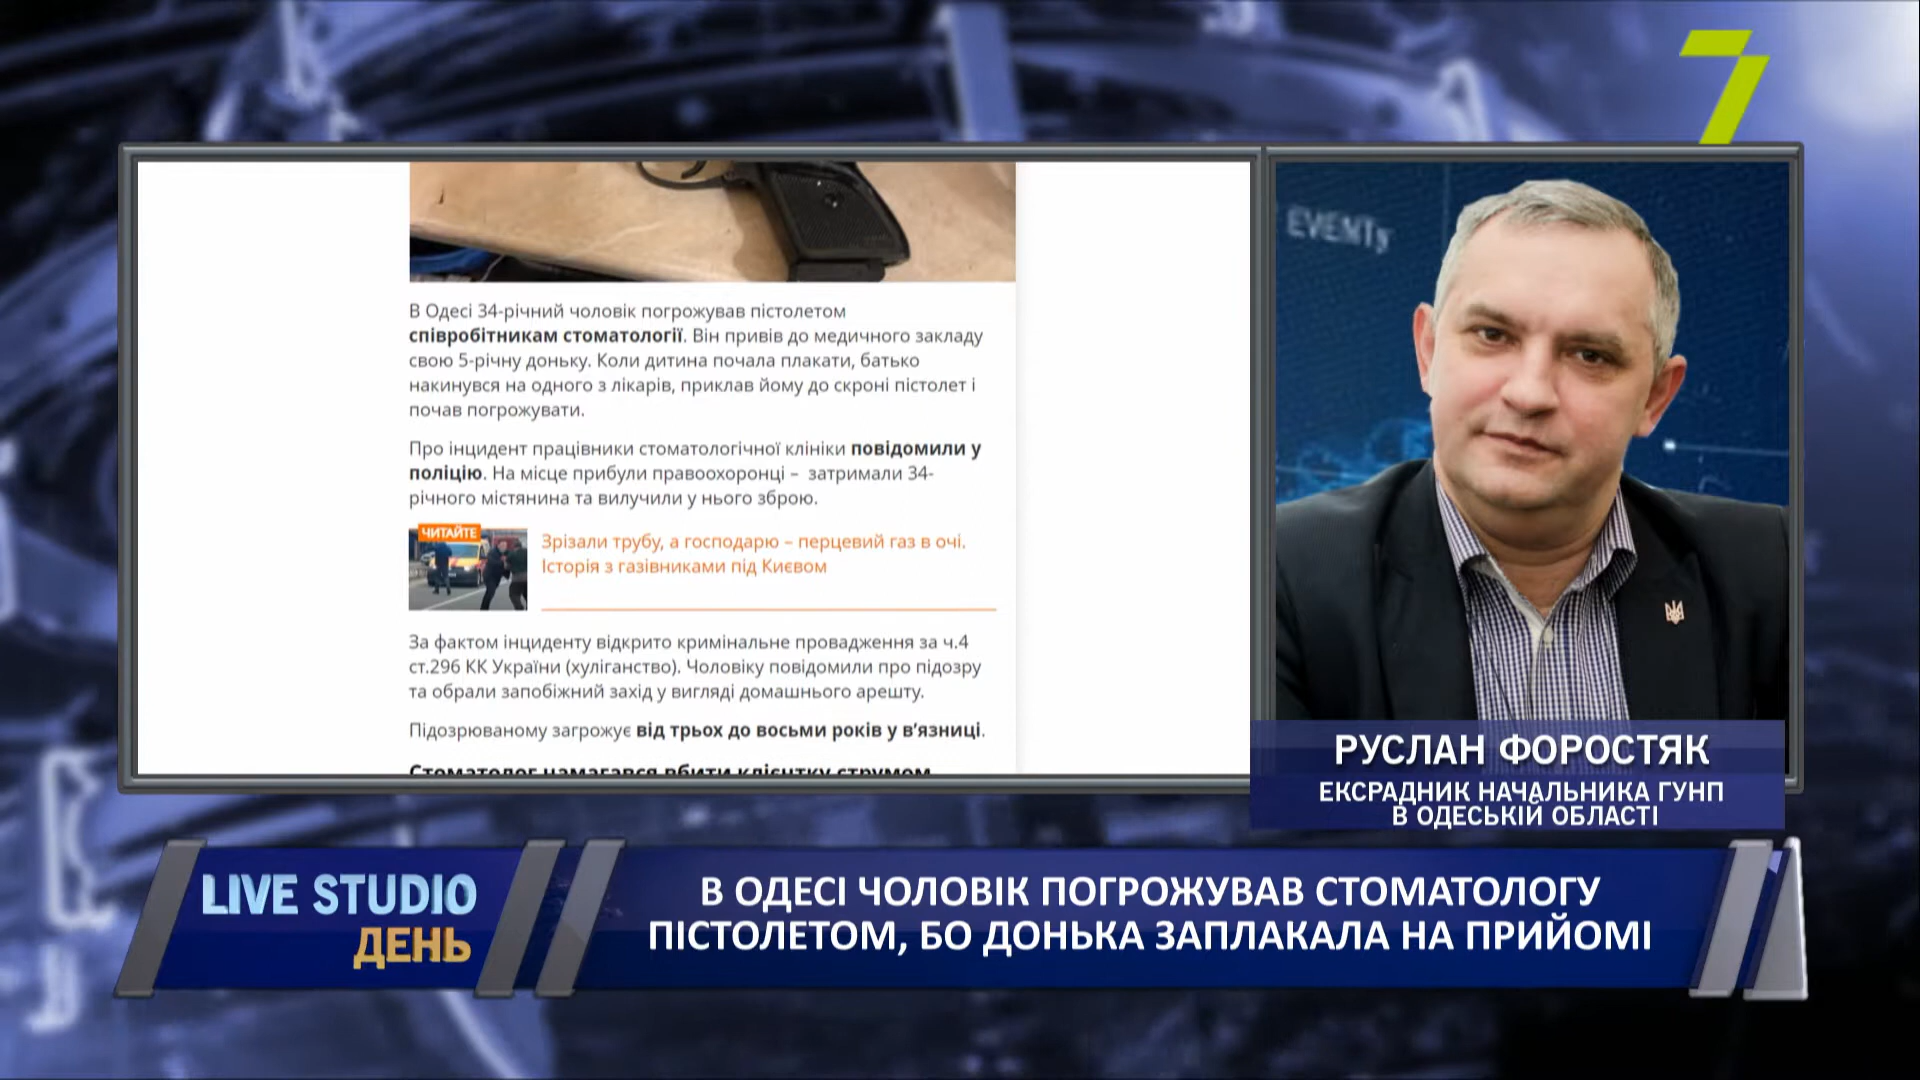 7
EVENTу
В Одесі 34-річний чоловік погрожував пістолетом
співробітникам стоматології. Він привів до медичного закладу
свою 5-річну доньку. Коли дитина почала плакати, батько
накинувся на одного з лікарів, приклав йому до скроні пістолет і
почав погрожувати.
Про інцидент працівники стоматологічної клініки повідомили у
поліцію. На місце прибули правоохоронці – затримали 34-
річного містянина та вилучили у нього зброю.
ЧИТАЙТЕ
Зрізали трубу, а господарю – перцевий газ в очі.
Історія з газівниками під Києвом
За фактом інциденту відкрито кримінальне провадження за ч.4
ст.296 КК України (хуліганство). Чоловіку повідомили про підозру
та обрали запобіжний захід у вигляді домашнього арешту.
Підозрюваному загрожує від трьох до восьми років у в’язниці.
Стоматолог намагався вбити клієнтку струмом
РУСЛАН ФОРОСТЯК
ЕКСРАДНИК НАЧАЛЬНИКА ГУНП
В ОДЕСЬКІЙ ОБЛАСТІ
LIVE STUDIO
ДЕНЬ
В ОДЕСІ ЧОЛОВІК ПОГРОЖУВАВ СТОМАТОЛОГУ
ПІСТОЛЕТОМ, БО ДОНЬКА ЗАПЛАКАЛА НА ПРИЙОМІ